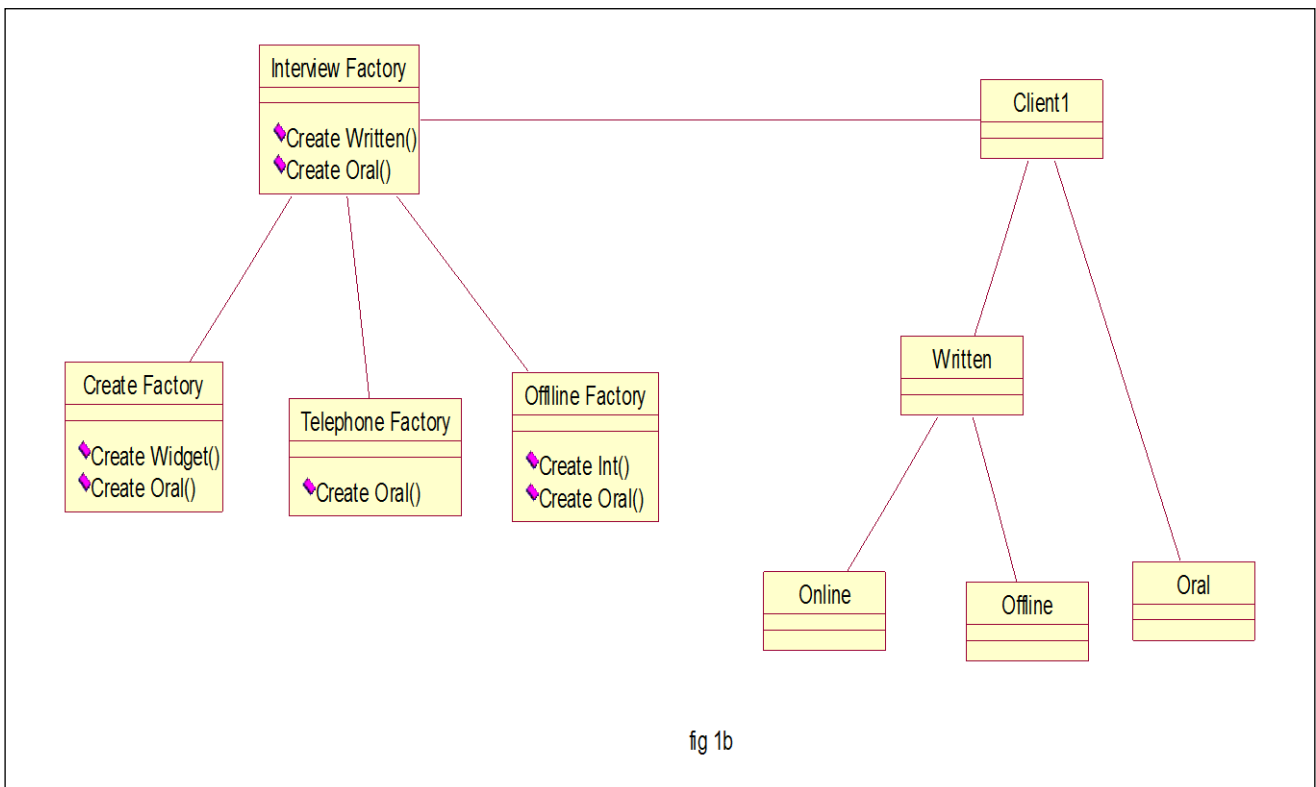 Interview Factory
Create Written()
Create Oral()
Client1
Create Factory
Create Widget()
Create Oral()
Telephone Factory
Create Oral()
Offline Factory
Create Int()
Create Oral()
Written
Online
Offline
Oral
fig 1b